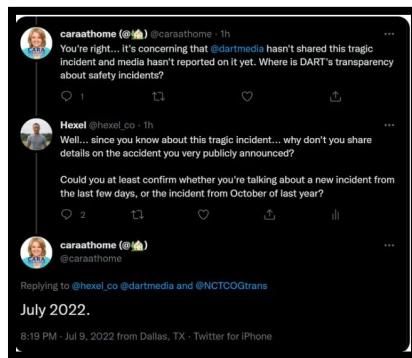 caraathome (@🏡) @caraathome · 1h
You're right... it's concerning that @dartmedia hasn't shared this tragic
incident and media hasn't reported on it yet. Where is DART's transparency
about safety incidents?
1
Hexel @hexel_co · 1h
Well... since you know about this tragic incident... why don't you share
details on the accident you very publicly announced?
Could you at least confirm whether you're talking about a new incident from
the last few days, or the incident from October of last year?
2
caraathome (@🏡)
@caraathome
Replying to @hexel_co @dartmedia and @NCTCOGtrans
July 2022.
8:19 PM · Jul 9, 2022 from Dallas, TX · Twitter for iPhone